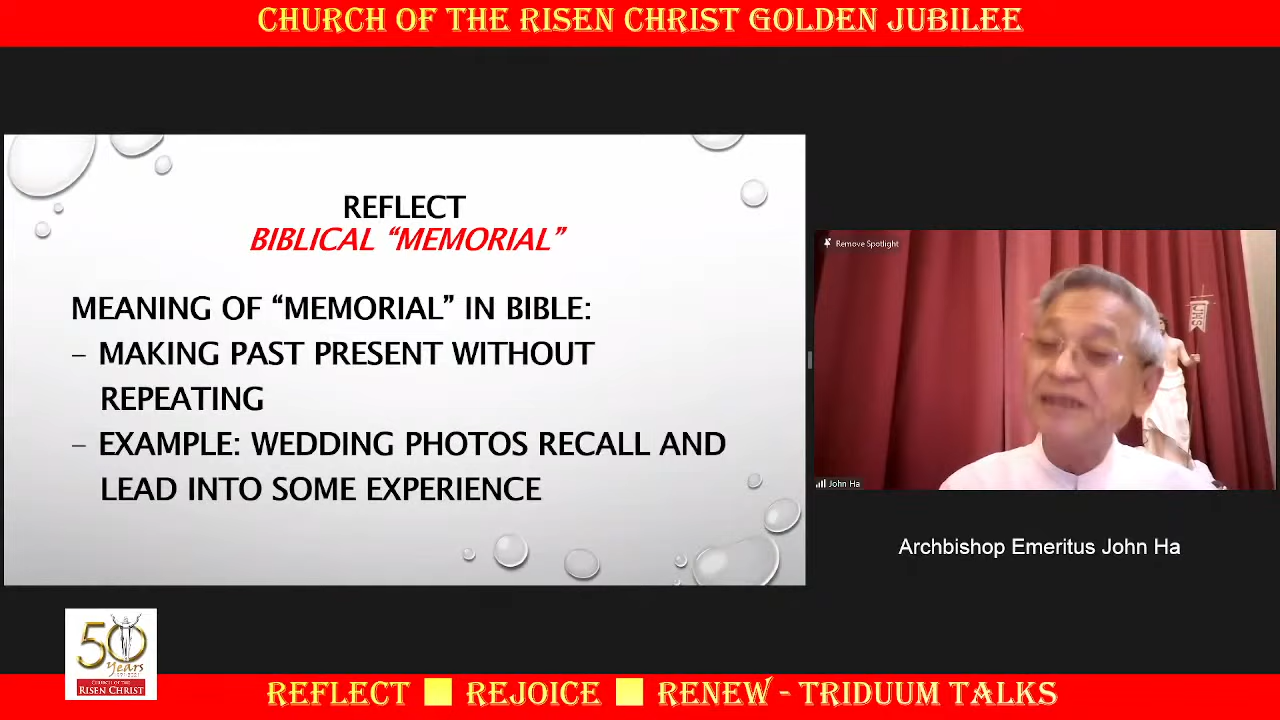 CHURCH OF THE RISEN CHRIST GOLDEN JUBILEE
REFLECT
BIBLICAL “MEMORIAL”
MEANING OF “MEMORIAL” IN BIBLE:
– MAKING PAST PRESENT WITHOUT
REPEATING
– EXAMPLE: WEDDING PHOTOS RECALL AND
LEAD INTO SOME EXPERIENCE
Remove Spotlight
John Ha
Archbishop Emeritus John Ha
50
Years
CHURCH OF THE
RISEN CHRIST
REFLECT REJOICE RENEW - TRIDUUM TALKS